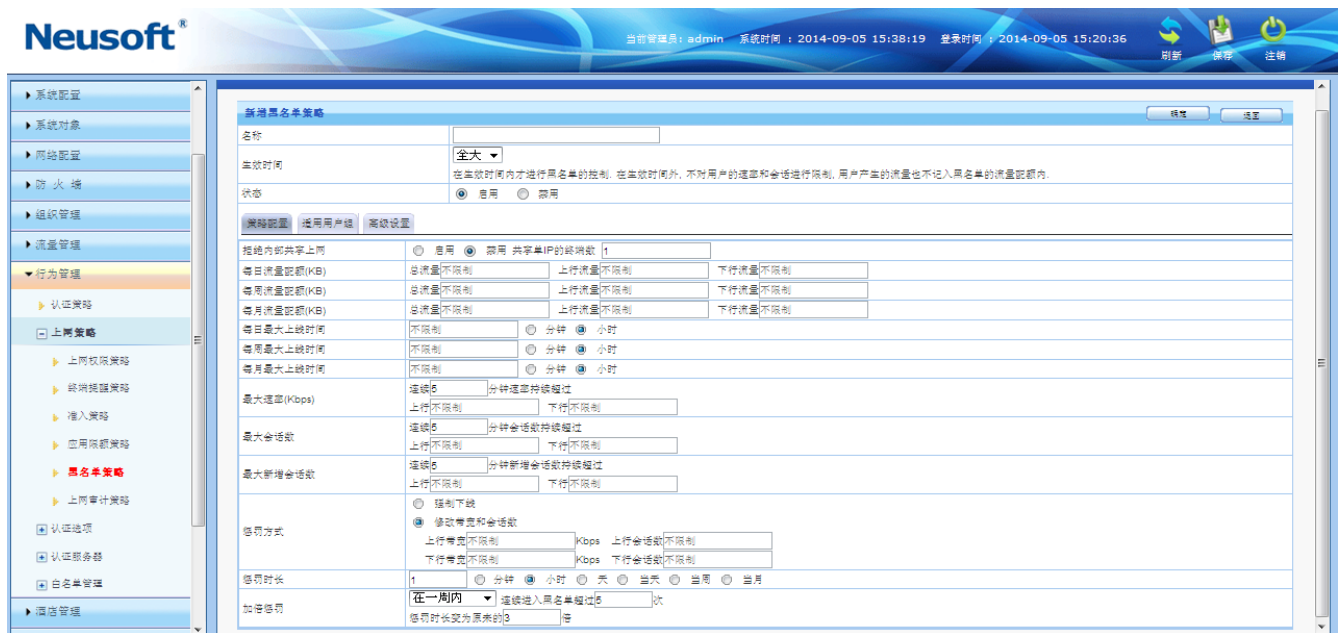 Neusoft®
当前管理员: admin 系统时间 : 2014-09-05 15:38:19 登录时间 : 2014-09-05 15:20:36
刷新 保存 注销
系统配置
系统对象
网络配置
防 火 墙
组织管理
流量管理
行为管理
认证策略
上网策略
上网权限策略
终端提醒策略
准入策略
应用限额策略
黑名单策略
上网审计策略
认证选项
认证服务器
白名单管理
酒店管理
新增黑名单策略 确定 返回
名称
生效时间 全天
在生效时间内才进行黑名单的控制, 在生效时间外, 不对用户的速率和会话进行限制, 用户产生的流量也不记入黑名单的流量配额内.
状态 启用 禁用
策略配置 适用用户组 高级设置
拒绝内部共享上网 启用 禁用 共享单IP的终端数 1
每日流量配额(KB) 总流量 不限制 上行流量 不限制 下行流量 不限制
每周流量配额(KB) 总流量 不限制 上行流量 不限制 下行流量 不限制
每月流量配额(KB) 总流量 不限制 上行流量 不限制 下行流量 不限制
每日最大上线时间 不限制 分钟 小时
每周最大上线时间 不限制 分钟 小时
每月最大上线时间 不限制 分钟 小时
最大速率(Kbps) 连续 5 分钟速率持续超过
上行 不限制 下行 不限制
最大会话数 连续 5 分钟会话数持续超过
上行 不限制 下行 不限制
最大新增会话数 连续 5 分钟新增会话数持续超过
上行 不限制 下行 不限制
惩罚方式 强制下线
修改带宽和会话数
上行带宽 不限制 Kbps 上行会话数 不限制
下行带宽 不限制 Kbps 下行会话数 不限制
惩罚时长 1 分钟 小时 天 当天 当周 当月
加倍惩罚 在一周内 连续进入黑名单超过 5 次
惩罚时长变为原来的 3 倍